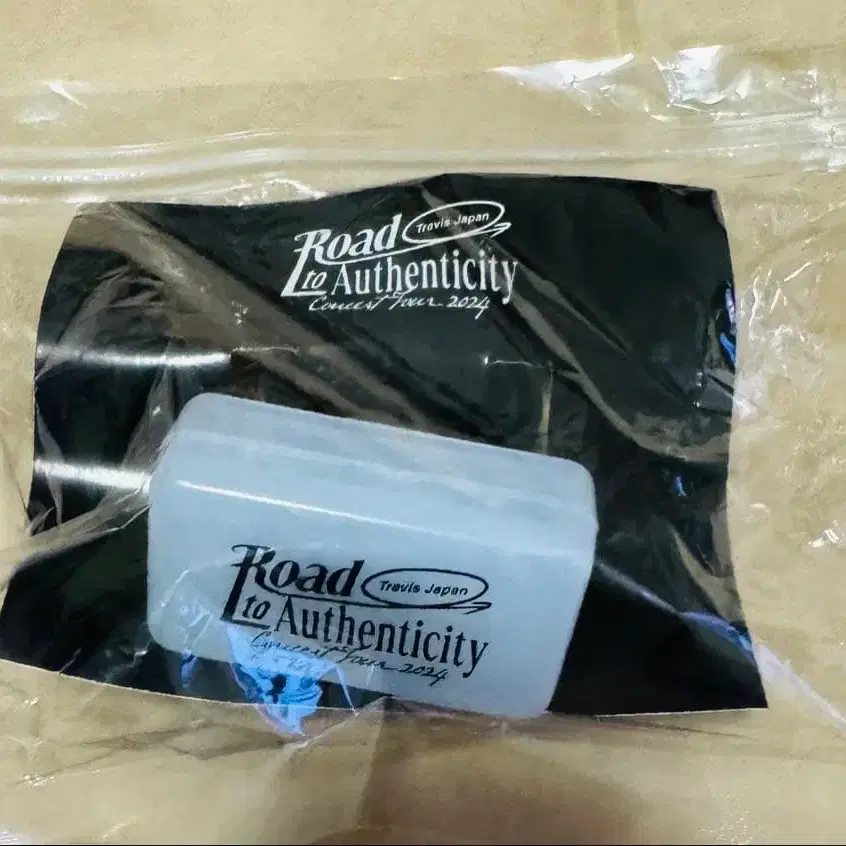 Road Travis Japan
to Authenticity
Concert Tour 2024
Road Travis Japan
to Authenticity
Concert Tour 2024